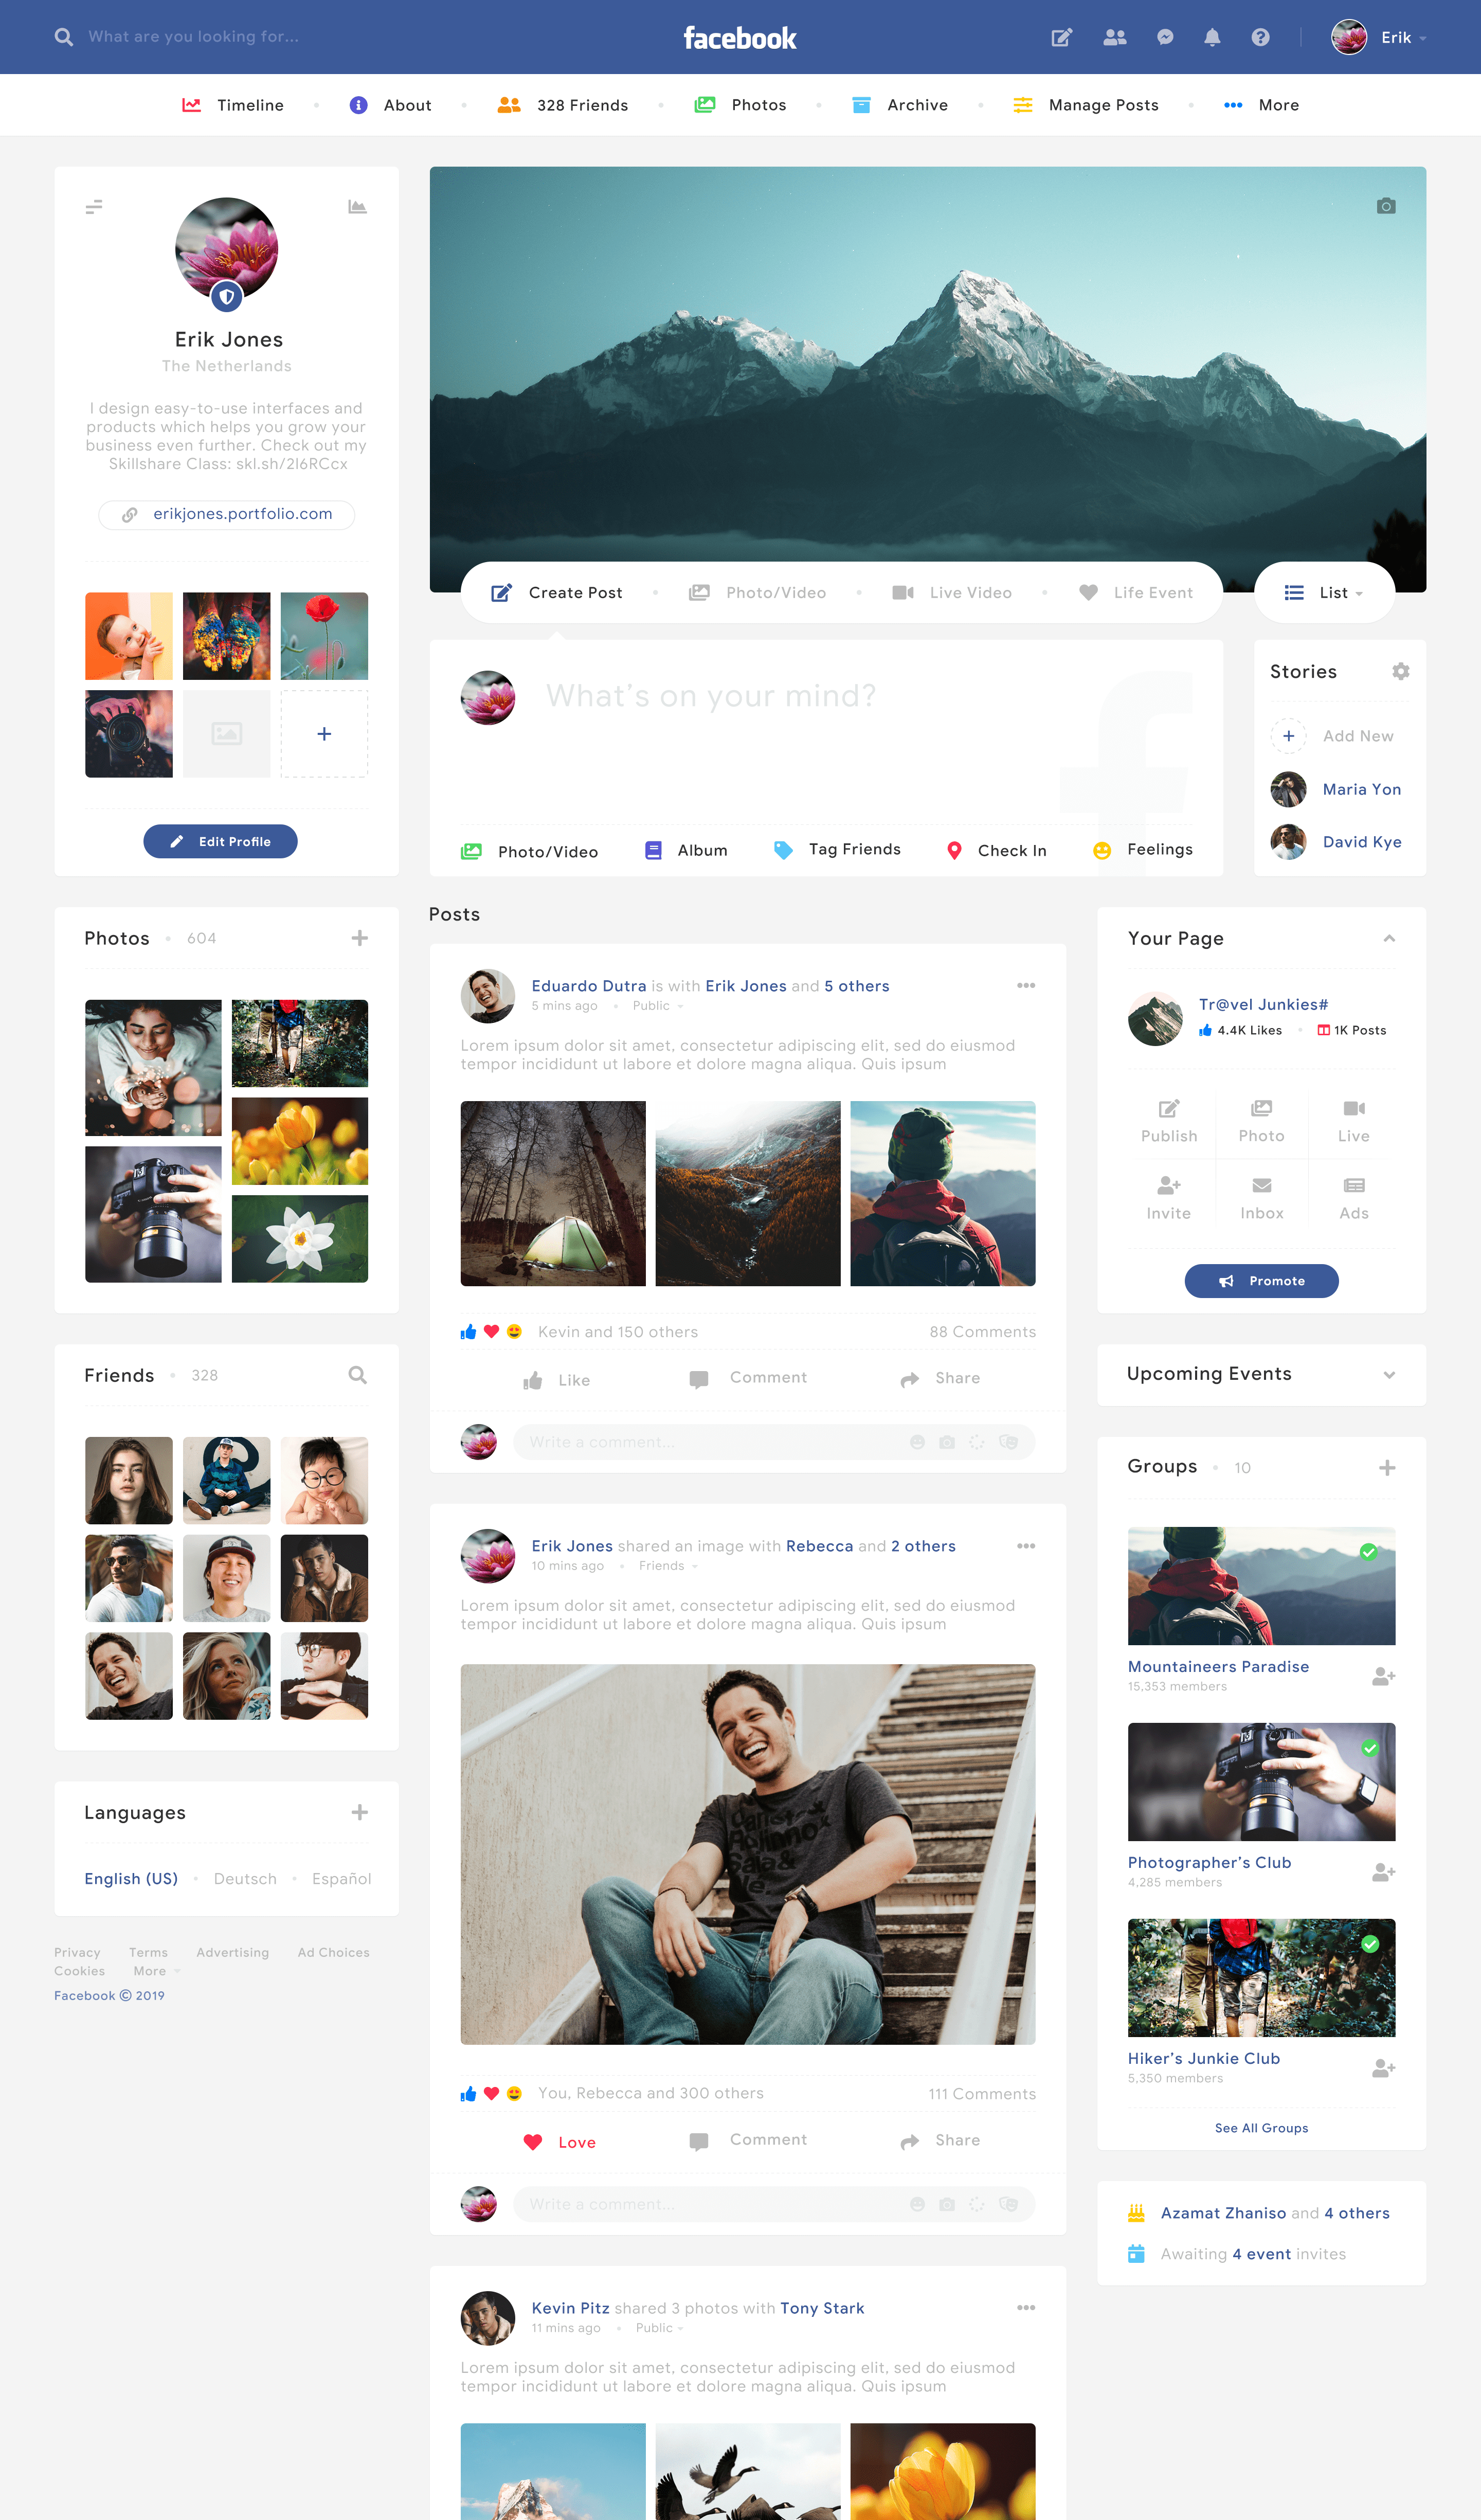 What are you looking for...
facebook
Erik
Timeline
About
328 Friends
Photos
Archive
Manage Posts
More
Erik Jones
The Netherlands
I design easy-to-use interfaces and
products which helps you grow your
business even further. Check out my
Skillshare Class: skl.sh/2I6RCcx
erikjones.portfolio.com
Edit Profile
Create Post
Photo/Video
Live Video
Life Event
List
What's on your mind?
Photo/Video
Album
Tag Friends
Check In
Feelings
Stories
Add New
Maria Yon
David Kye
Photos
604
Friends
328
Languages
English (US)
Deutsch
Español
Privacy
Terms
Advertising
Ad Choices
Cookies
More
Facebook © 2019
Posts
Eduardo Dutra is with Erik Jones and 5 others
5 mins ago
Public
Lorem ipsum dolor sit amet, consectetur adipiscing elit, sed do eiusmod
tempor incididunt ut labore et dolore magna aliqua. Quis ipsum
Kevin and 150 others
88 Comments
Like
Comment
Share
Write a comment...
Erik Jones shared an image with Rebecca and 2 others
10 mins ago
Friends
Lorem ipsum dolor sit amet, consectetur adipiscing elit, sed do eiusmod
tempor incididunt ut labore et dolore magna aliqua. Quis ipsum
You, Rebecca and 300 others
111 Comments
Love
Comment
Share
Write a comment...
Kevin Pitz shared 3 photos with Tony Stark
11 mins ago
Public
Lorem ipsum dolor sit amet, consectetur adipiscing elit, sed do eiusmod
tempor incididunt ut labore et dolore magna aliqua. Quis ipsum
Your Page
Tr@vel Junkies#
4.4K Likes
1K Posts
Publish
Photo
Live
Invite
Inbox
Ads
Promote
Upcoming Events
Groups
10
Mountaineers Paradise
15,353 members
Photographer's Club
4,285 members
Hiker's Junkie Club
5,350 members
See All Groups
Azamat Zhaniso and 4 others
Awaiting 4 event invites